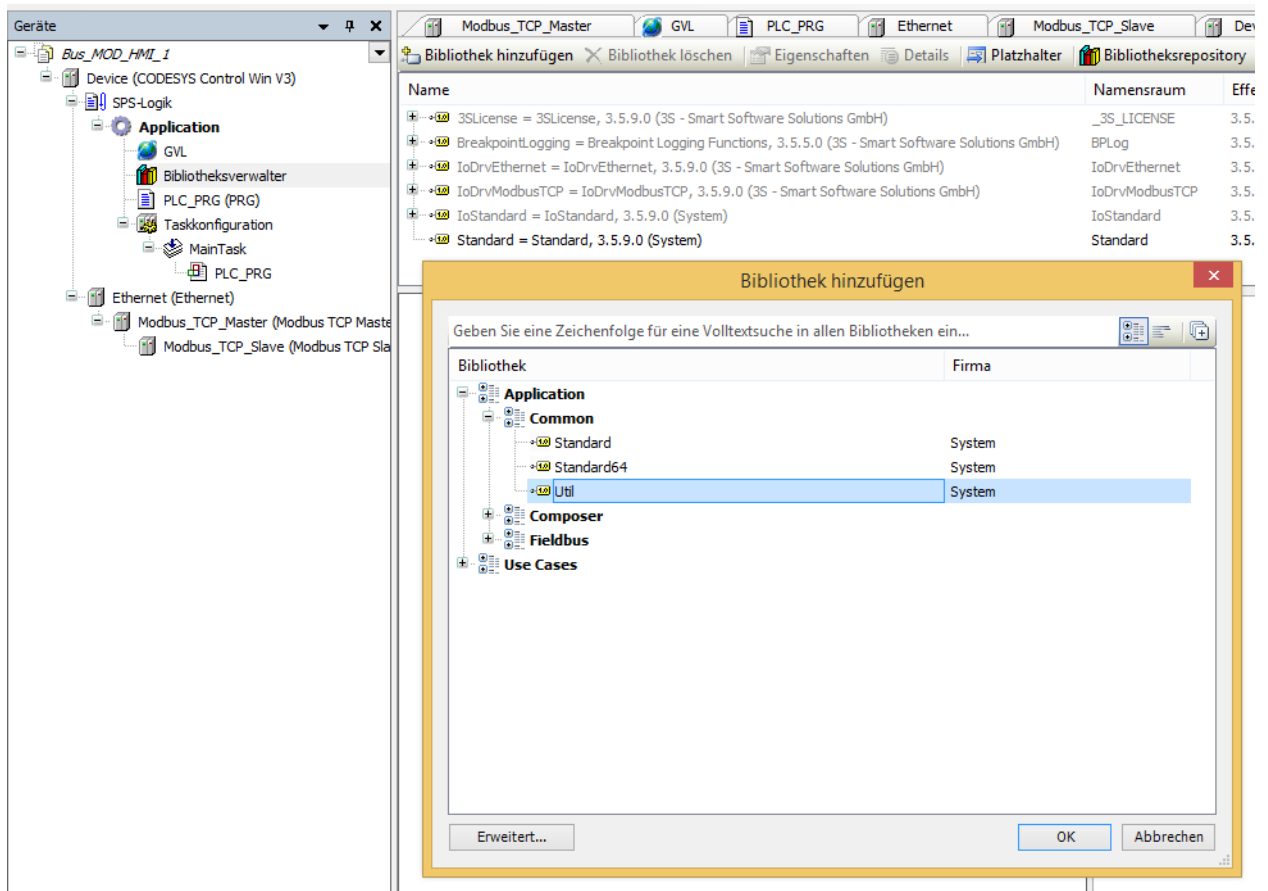 Geräte
Bus_MOD_HMI_1
Device (CODESYS Control Win V3)
SPS-Logik
Application
GVL
Bibliotheksverwalter
PLC_PRG (PRG)
Taskkonfiguration
MainTask
PLC_PRG
Ethernet (Ethernet)
Modbus_TCP_Master (Modbus TCP Maste
Modbus_TCP_Slave (Modbus TCP Sla
Modbus_TCP_Master GVL PLC_PRG Ethernet Modbus_TCP_Slave Dev
Bibliothek hinzufügen Bibliothek löschen Eigenschaften Details Platzhalter Bibliotheksrepository
Name Namensraum Effe
3SLicense = 3SLicense, 3.5.9.0 (3S - Smart Software Solutions GmbH) _3S_LICENSE 3.5.
BreakpointLogging = Breakpoint Logging Functions, 3.5.5.0 (3S - Smart Software Solutions GmbH) BPLog 3.5.
IoDrvEthernet = IoDrvEthernet, 3.5.9.0 (3S - Smart Software Solutions GmbH) IoDrvEthernet 3.5.
IoDrvModbusTCP = IoDrvModbusTCP, 3.5.9.0 (3S - Smart Software Solutions GmbH) IoDrvModbusTCP 3.5.
IoStandard = IoStandard, 3.5.9.0 (System) IoStandard 3.5.
Standard = Standard, 3.5.9.0 (System) Standard 3.5.
Bibliothek hinzufügen
Geben Sie eine Zeichenfolge für eine Volltextsuche in allen Bibliotheken ein...
Bibliothek Firma
Application
Common
Standard System
Standard64 System
Util System
Composer
Fieldbus
Use Cases
Erweitert... OK Abbrechen